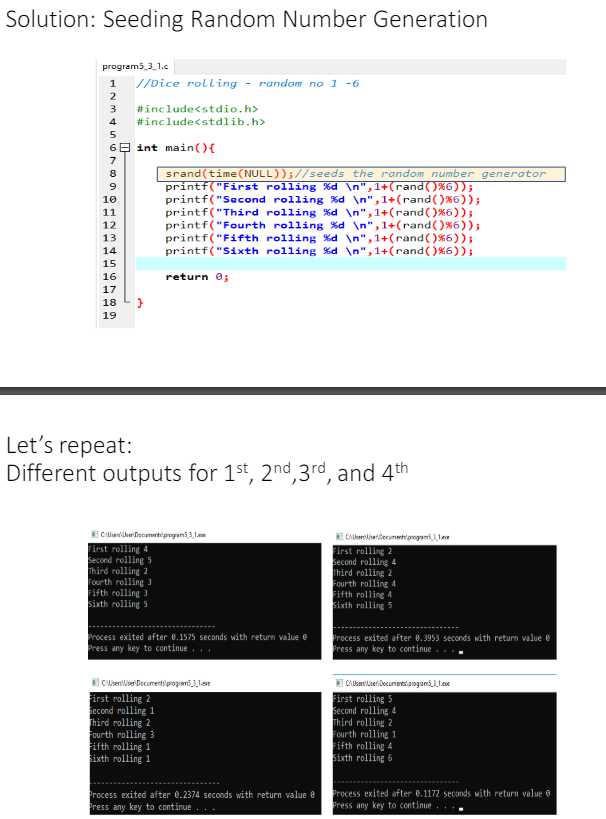 Solution: Seeding Random Number Generation
program5_3_1.c
1 //Dice rolling - random no 1 -6
2
3 #include<stdio.h>
4 #include<stdlib.h>
5
6 int main(){
7
8 srand(time(NULL));//seeds the random number generator
9 printf("First rolling %d \n",1+(rand()%6));
10 printf("Second rolling %d \n",1+(rand()%6));
11 printf("Third rolling %d \n",1+(rand()%6));
12 printf("Fourth rolling %d \n",1+(rand()%6));
13 printf("Fifth rolling %d \n",1+(rand()%6));
14 printf("Sixth rolling %d \n",1+(rand()%6));
15
16 return 0;
17
18 }
19
Let's repeat:
Different outputs for 1st, 2nd,3rd, and 4th
C:\Users\User\Documents\program5_3_1.exe
First rolling 4
Second rolling 5
Third rolling 2
Fourth rolling 3
Fifth rolling 3
Sixth rolling 5
--------------------------------
Process exited after 0.1575 seconds with return value 0
Press any key to continue . . .
C:\Users\User\Documents\program5_3_1.exe
First rolling 2
Second rolling 4
Third rolling 2
Fourth rolling 4
Fifth rolling 4
Sixth rolling 5
--------------------------------
Process exited after 0.3953 seconds with return value 0
Press any key to continue . . .
C:\Users\User\Documents\program5_3_1.exe
First rolling 2
Second rolling 1
Third rolling 2
Fourth rolling 3
Fifth rolling 1
Sixth rolling 1
--------------------------------
Process exited after 0.2374 seconds with return value 0
Press any key to continue . . .
C:\Users\User\Documents\program5_3_1.exe
First rolling 5
Second rolling 4
Third rolling 2
Fourth rolling 1
Fifth rolling 4
Sixth rolling 6
--------------------------------
Process exited after 0.1172 seconds with return value 0
Press any key to continue . . .